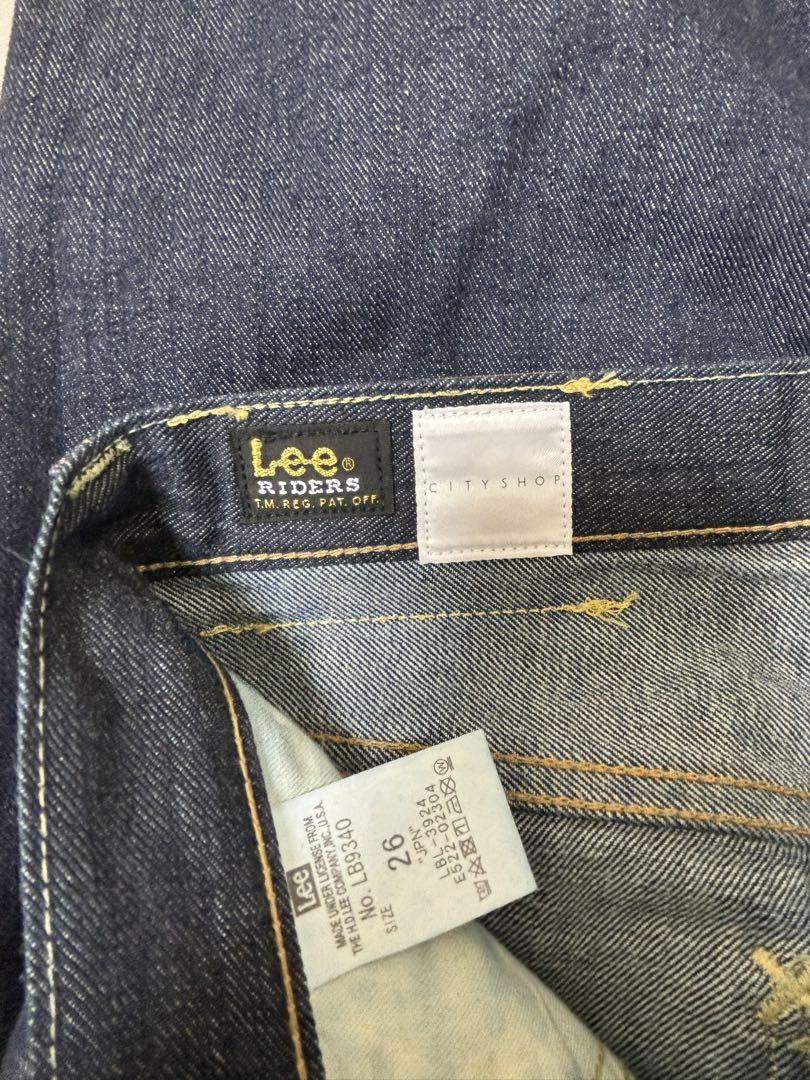 Lee®
RIDERS
T.M. REG. PAT. OFF.
CITYSHOP
Lee
MADE UNDER LICENSE FROM
THE H.D.LEE COMPANY, INC., U.S.A.
No. LB9340
SIZE 26
"JPN"
LBL-3924
E522-02304